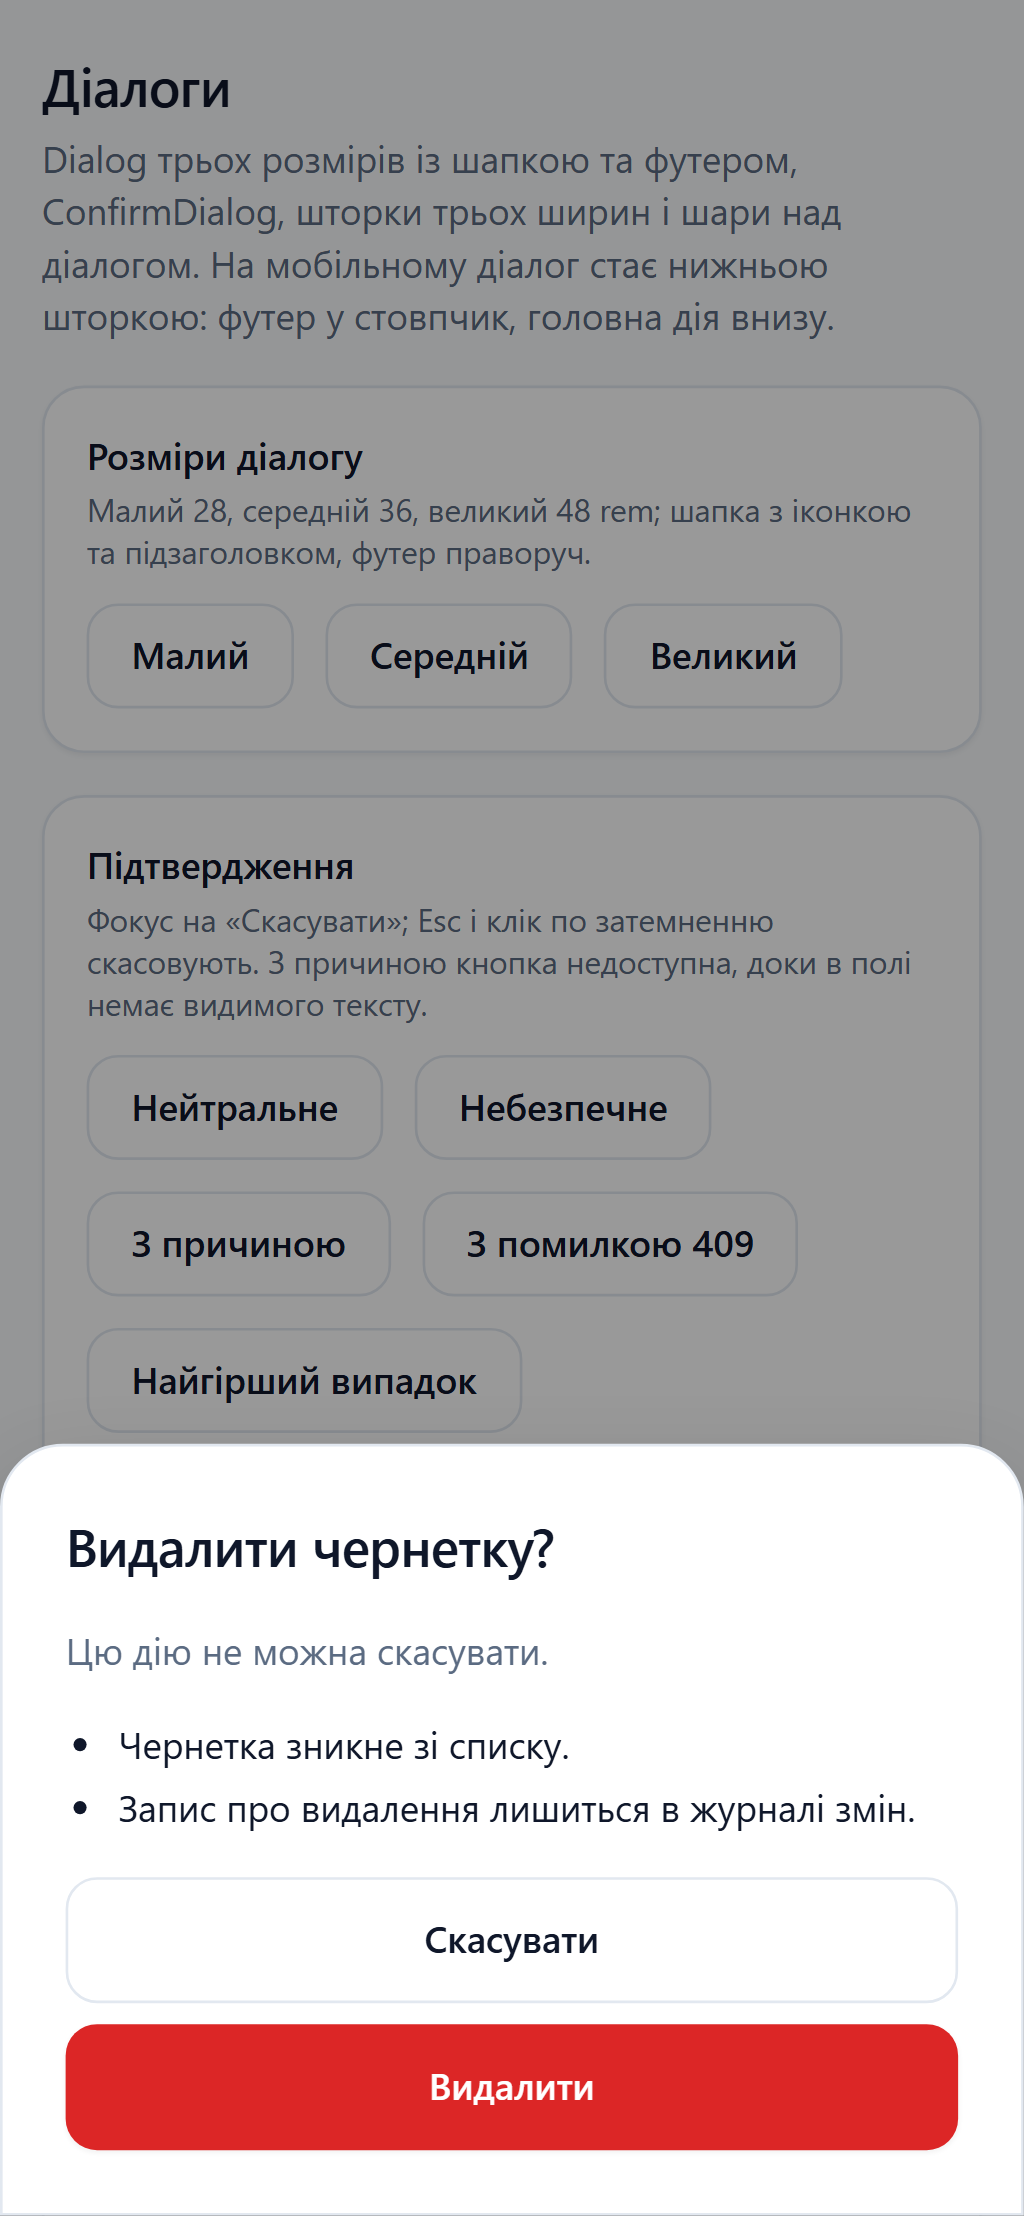 Діалоги
Dialog трьох розмірів із шапкою та футером,
ConfirmDialog, шторки трьох ширин і шари над
діалогом. На мобільному діалог стає нижньою
шторкою: футер у стовпчик, головна дія внизу.
Розміри діалогу
Малий 28, середній 36, великий 48 rem; шапка з іконкою
та підзаголовком, футер праворуч.
Малий
Середній
Великий
Підтвердження
Фокус на «Скасувати»; Esc і клік по затемненню
скасовують. З причиною кнопка недоступна, доки в полі
немає видимого тексту.
Нейтральне
Небезпечне
З причиною
З помилкою 409
Найгірший випадок
Видалити чернетку?
Цю дію не можна скасувати.
• Чернетка зникне зі списку.
• Запис про видалення лишиться в журналі змін.
Скасувати
Видалити